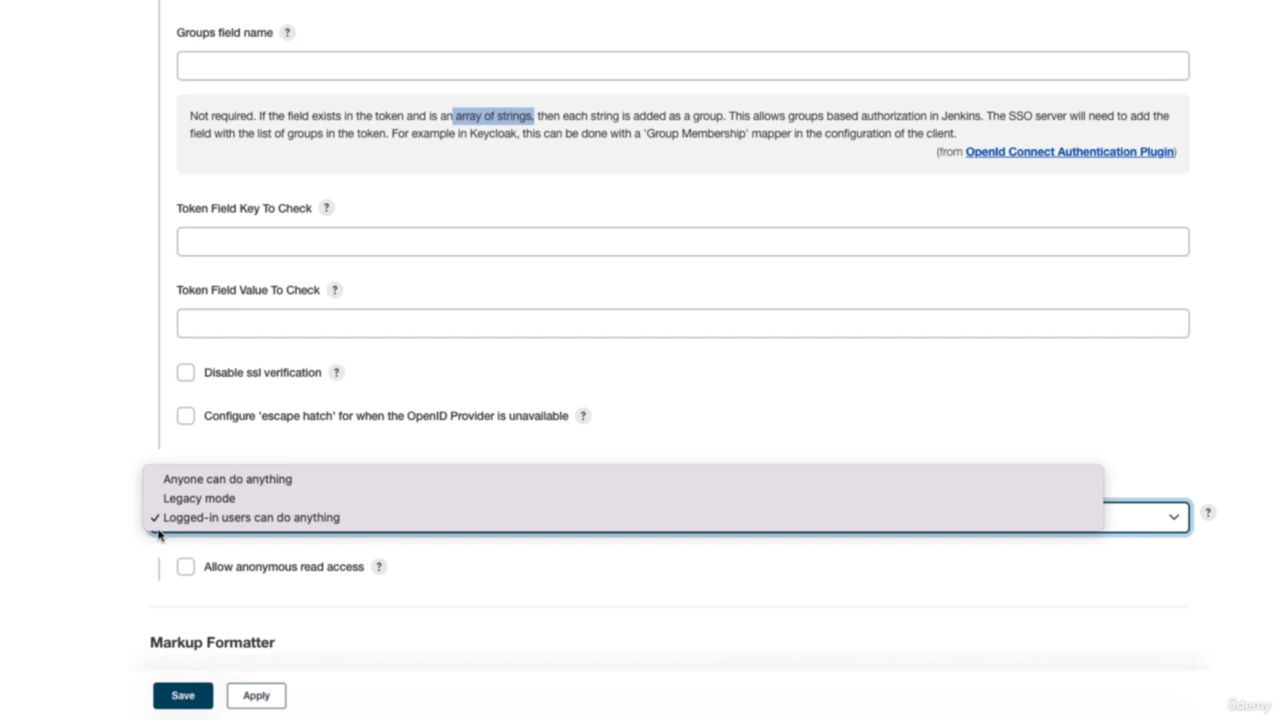 Groups field name ?
Not required. If the field exists in the token and is an array of strings, then each string is added as a group. This allows groups based authorization in Jenkins. The SSO server will need to add the
field with the list of groups in the token. For example in Keycloak, this can be done with a 'Group Membership' mapper in the configuration of the client.
(from OpenId Connect Authentication Plugin)
Token Field Key To Check ?
Token Field Value To Check ?
Disable ssl verification ?
Configure 'escape hatch' for when the OpenID Provider is unavailable ?
Anyone can do anything
Legacy mode
✓ Logged-in users can do anything
?
Allow anonymous read access ?
Markup Formatter
Save Apply
ûdemy